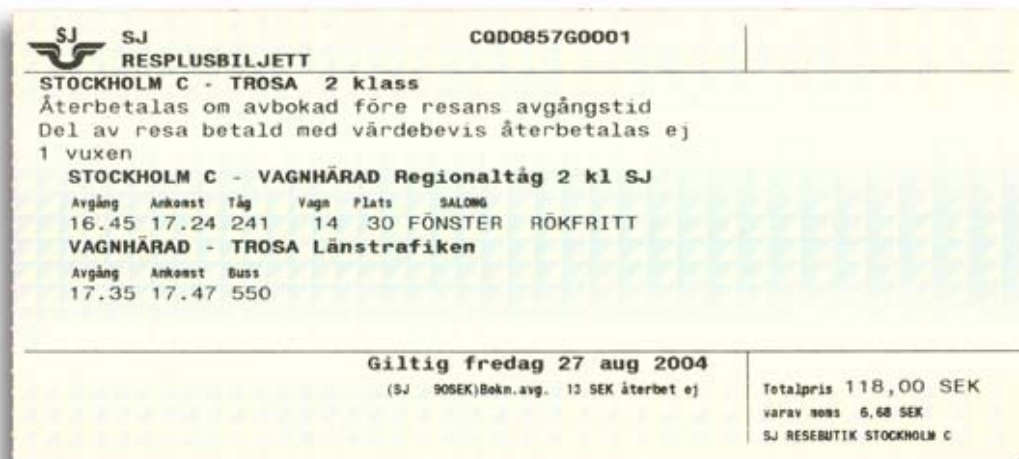 SJ SJ CQD0857G0001
RESPLUSBILJETT
STOCKHOLM C - TROSA 2 klass
Återbetalas om avbokad före resans avgångstid
Del av resa betald med värdebevis återbetalas ej
1 vuxen
STOCKHOLM C - VAGNHÄRAD Regionaltåg 2 kl SJ
Avgång Ankomst Tåg Vagn Plats SALONG
16.45 17.24 241 14 30 FÖNSTER RÖKFRITT
VAGNHÄRAD - TROSA Länstrafiken
Avgång Ankomst Buss
17.35 17.47 550
Giltig fredag 27 aug 2004
(SJ 90SEK)Bokn.avg. 13 SEK återbet ej
Totalpris 118,00 SEK
varav moms 6,68 SEK
SJ RESEBUTIK STOCKHOLM C